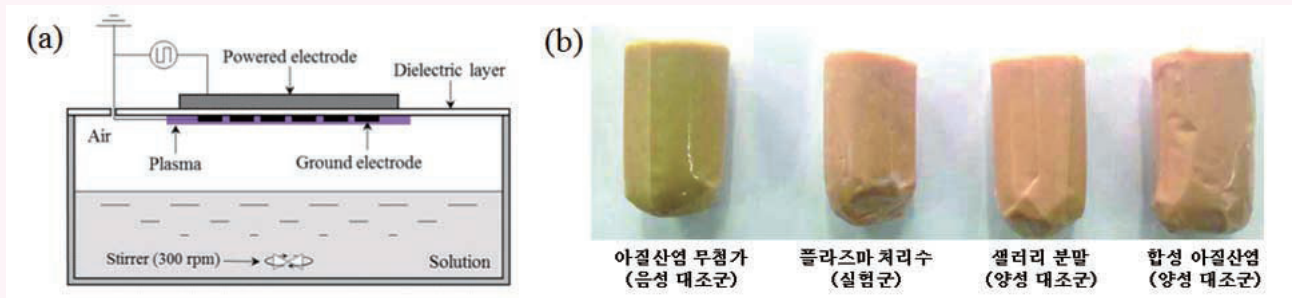 (a)
Powered electrode
Dielectric layer
Air
Plasma
Ground electrode
Stirrer (300 rpm)
Solution
(b)
아질산염 무첨가
(음성 대조군)
플라즈마 처리수
(실험군)
샐러리 분말
(양성 대조군)
합성 아질산염
(양성 대조군)